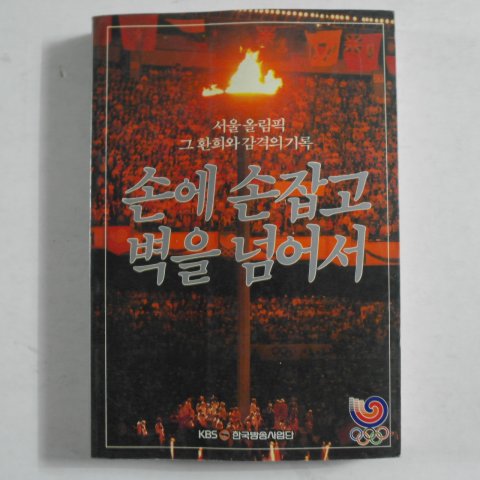 서울올림픽
그 환희와 감격의 기록
손에 손잡고
벽을 넘어서
KBS 한국방송사업단